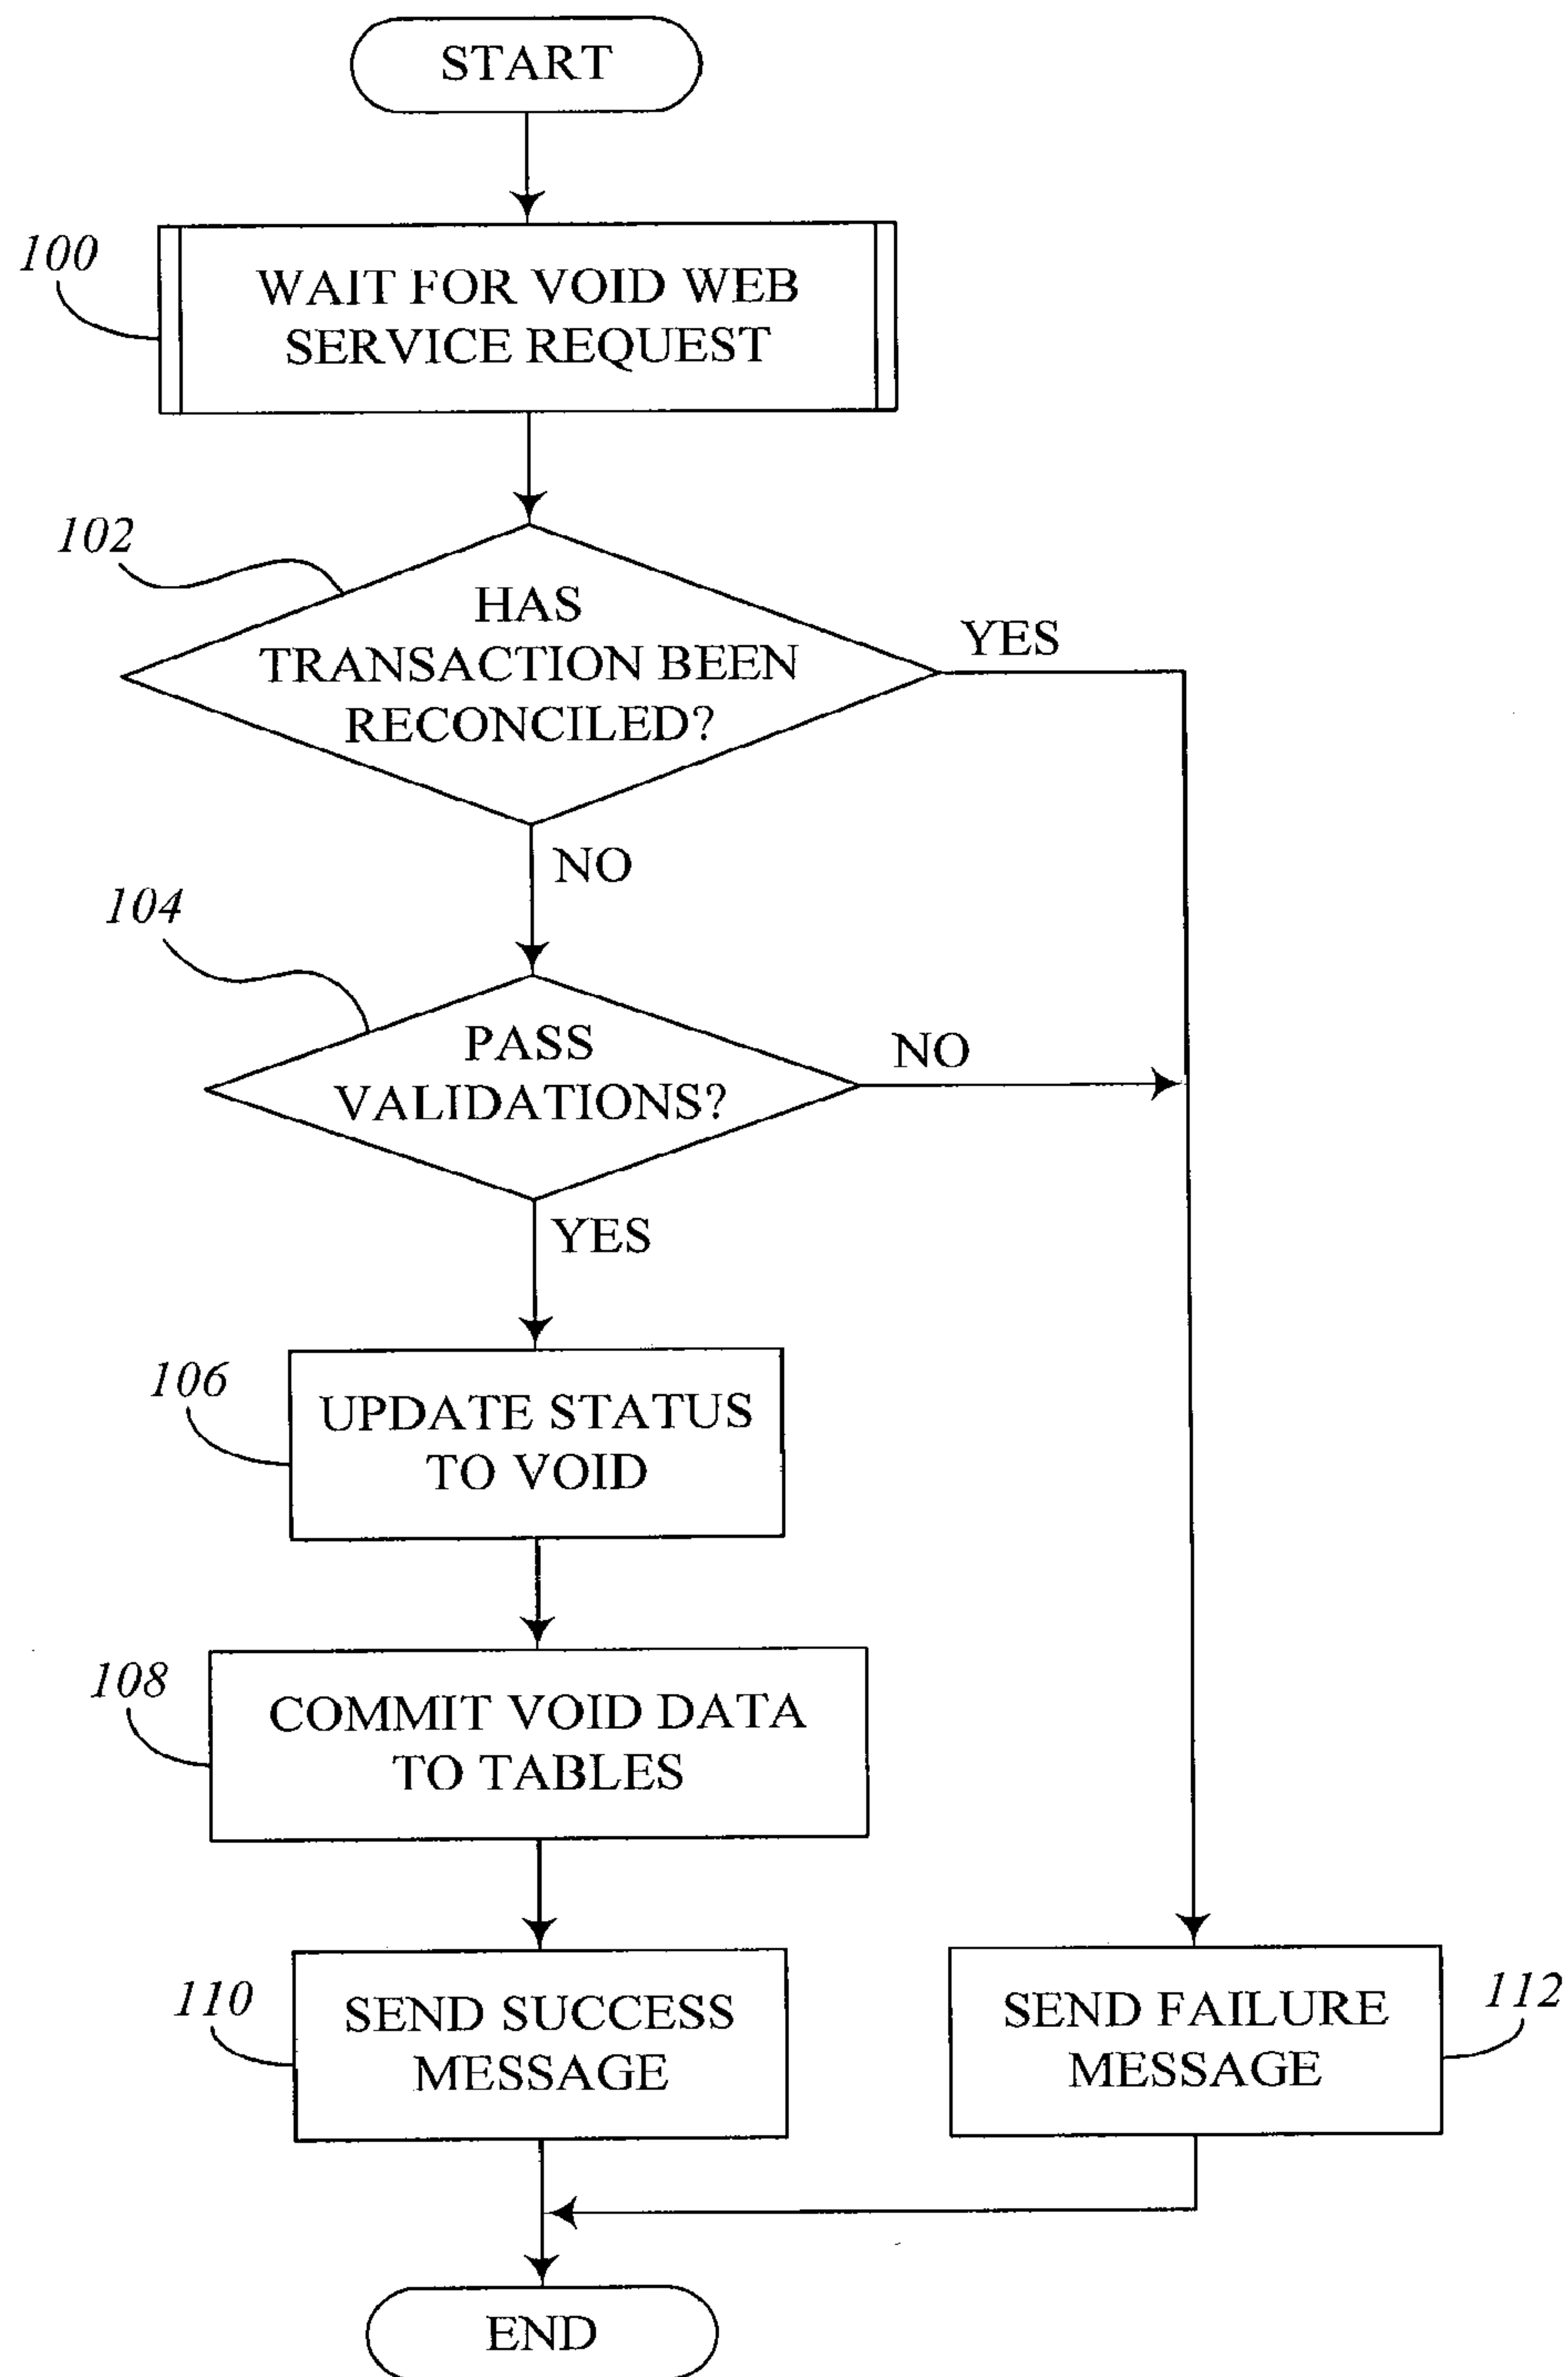 START
100
WAIT FOR VOID WEB
SERVICE REQUEST
102
HAS
TRANSACTION BEEN
RECONCILED?
YES
NO
104
PASS
VALIDATIONS?
NO
YES
106
UPDATE STATUS
TO VOID
108
COMMIT VOID DATA
TO TABLES
110
SEND SUCCESS
MESSAGE
SEND FAILURE
MESSAGE
112
END